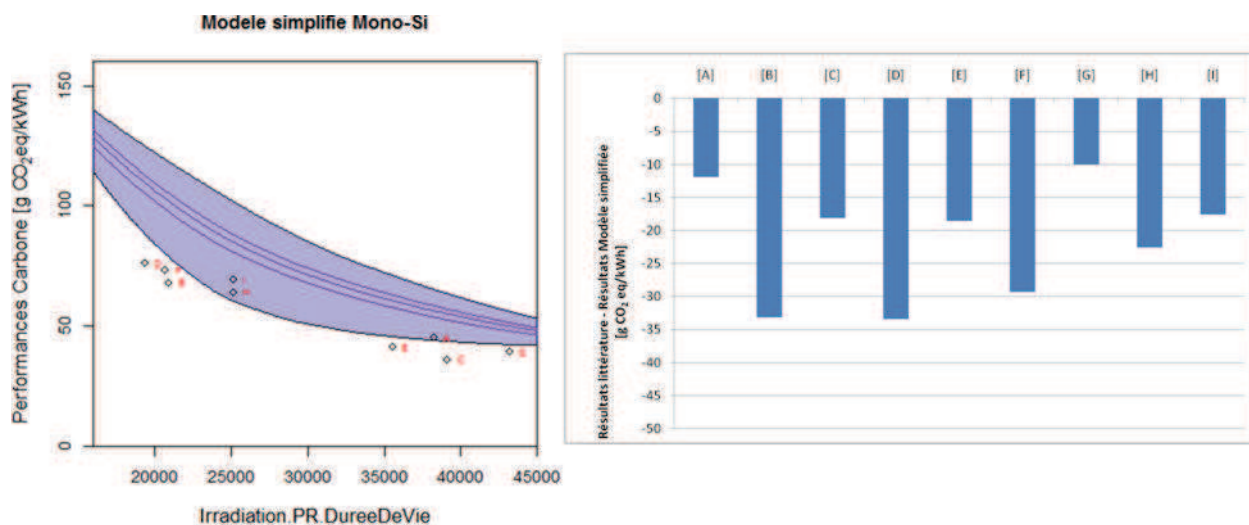 Modele simplifie Mono-Si
Performances Carbone [g CO2eq/kWh]
150
100
50
0
20000 25000 30000 35000 40000 45000
Irradiation.PR.DureeDeVie
[A] [B] [C] [D] [E] [F] [G] [H] [I]
Résultats littérature - Résultats Modèle simplifiée
[g CO2 eq/kWh]
0
-5
-10
-15
-20
-25
-30
-35
-40
-45
-50